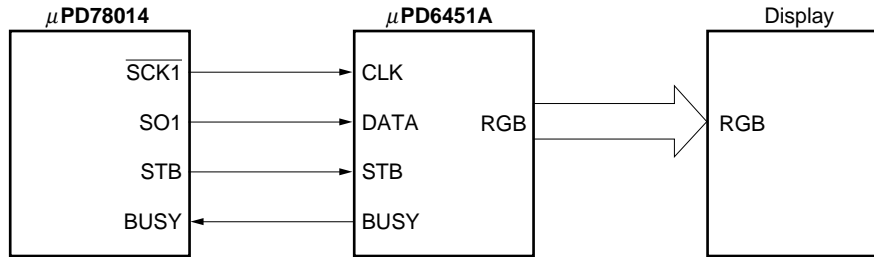 μPD78014 μPD6451A Display
SCK1 CLK
SO1 DATA RGB RGB
STB STB
BUSY BUSY